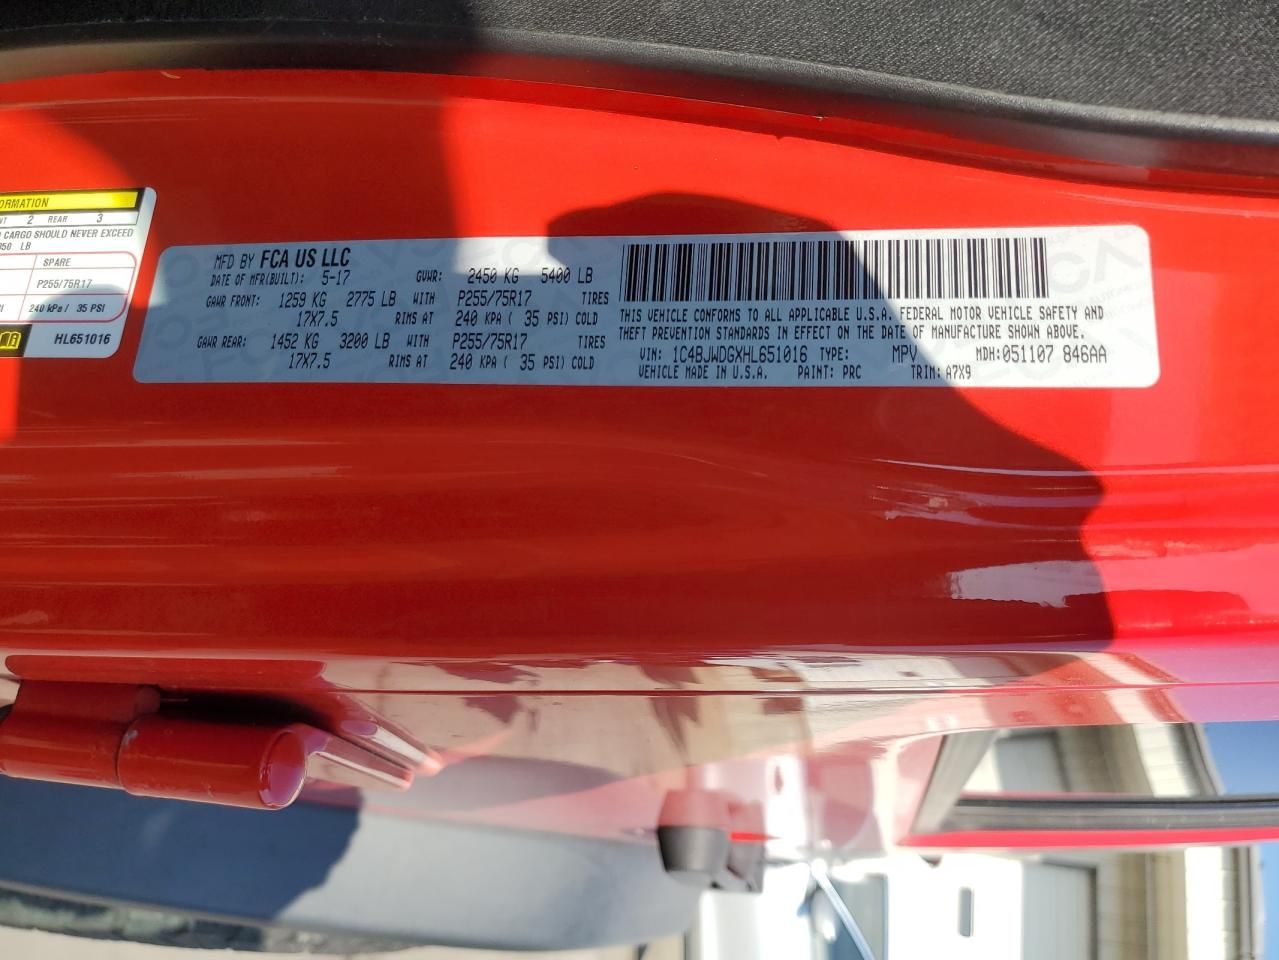 ORMATION
NT 2 REAR 3
CARGO SHOULD NEVER EXCEED
350 LB
SPARE
P255/75R17
240 kPa / 35 PSI
HL651016
MFD BY FCA US LLC
DATE OF MFR(BUILT): 5-17 GVWR: 2450 KG 5400 LB
GAWR FRONT: 1259 KG 2775 LB WITH P255/75R17 TIRES
17X7.5 RIMS AT 240 KPA ( 35 PSI) COLD
GAWR REAR: 1452 KG 3200 LB WITH P255/75R17 TIRES
17X7.5 RIMS AT 240 KPA ( 35 PSI) COLD
THIS VEHICLE CONFORMS TO ALL APPLICABLE U.S.A. FEDERAL MOTOR VEHICLE SAFETY AND
THEFT PREVENTION STANDARDS IN EFFECT ON THE DATE OF MANUFACTURE SHOWN ABOVE.
VIN: 1C4BJWDGXHL651016 TYPE: MPV MDH: 051107 846AA
VEHICLE MADE IN U.S.A. PAINT: PRC TRIM: A7X9